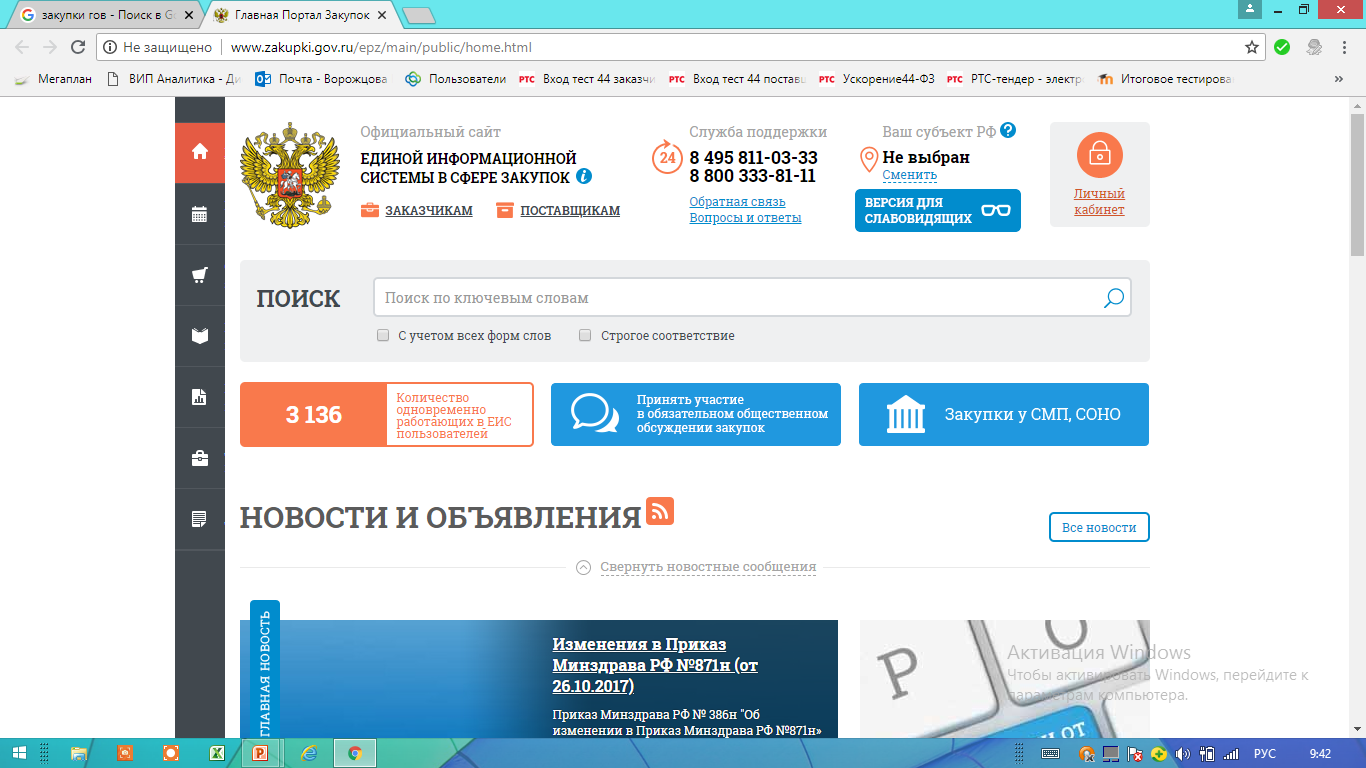 закупки гов - Поиск в Go
Главная Портал Закупок
Не защищено
www.zakupki.gov.ru/epz/main/public/home.html
Мегаплан
ВИП Аналитика - Ди
Почта - Ворожцова
Пользователи
РТС Вход тест 44 заказчи
РТС Вход тест 44 постав
РТС Ускорение44-ФЗ
РТС РТС-тендер - электр
Итоговое тестирова
Официальный сайт
ЕДИНОЙ ИНФОРМАЦИОННОЙ
СИСТЕМЫ В СФЕРЕ ЗАКУПОК
ЗАКАЗЧИКАМ
ПОСТАВЩИКАМ
24
Служба поддержки
8 495 811-03-33
8 800 333-81-11
Обратная связь
Вопросы и ответы
Ваш субъект РФ
Не выбран
Сменить
ВЕРСИЯ ДЛЯ
СЛАБОВИДЯЩИХ
Личный
кабинет
ПОИСК
Поиск по ключевым словам
С учетом всех форм слов
Строгое соответствие
3 136
Количество
одновременно
работающих в ЕИС
пользователей
Принять участие
в обязательном общественном
обсуждении закупок
Закупки у СМП, СОНО
НОВОСТИ И ОБЪЯВЛЕНИЯ
Все новости
Свернуть новостные сообщения
ГЛАВНАЯ НОВОСТЬ
Изменения в Приказ
Минздрава РФ №871н (от
26.10.2017)
Приказ Минздрава РФ № 386н "Об
изменении в Приказ Минздрава РФ №871н»
Активация Windows
Чтобы активировать Windows, перейдите к
параметрам компьютера.
РУС
9:42